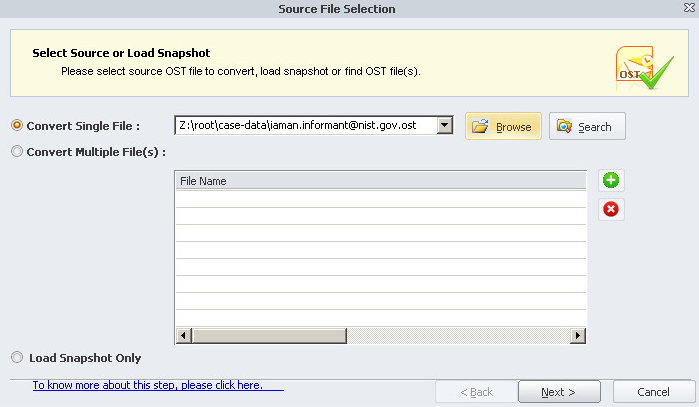 Source File Selection
Select Source or Load Snapshot
Please select source OST file to convert, load snapshot or find OST file(s).
OST
Convert Single File :
Z:\root\case-data\iaman.informant@nist.gov.ost
Browse
Search
Convert Multiple File(s) :
File Name
Load Snapshot Only
To know more about this step, please click here.
< Back
Next >
Cancel